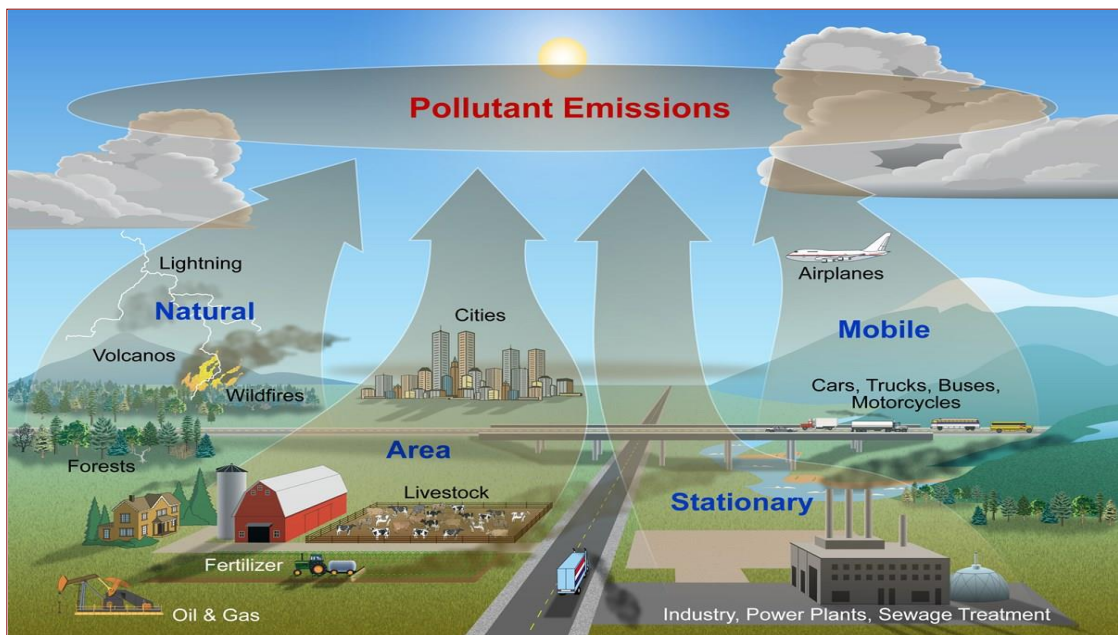 Pollutant Emissions
Lightning
Natural
Volcanos
Wildfires
Forests
Cities
Area
Livestock
Fertilizer
Oil & Gas
Airplanes
Mobile
Cars, Trucks, Buses,
Motorcycles
Stationary
Industry, Power Plants, Sewage Treatment